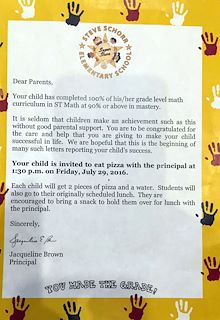 STEVE SCHOTT
ELEMENTARY SCHOOL
Dear Parents,
Your child has completed 100% of his/her grade level math
curriculum in ST Math at 90% or above in mastery.
It is seldom that children make an achievement such as this
without good parental support. You are to be congratulated
for the care and help that you are giving to make your child
successful in life. We are hopeful that this is the beginning of
many such letters reporting your child's success.
Your child is invited to eat pizza with the principal at
1:30 p.m. on Friday, July 29, 2016.
Each child will get 2 pieces of pizza and a water. Students will
also go to their originally scheduled lunch. They are
encouraged to bring a snack to hold them over for lunch with
the principal.
Sincerely,
Jacqueline Brown
Principal
YOU MADE THE GRADE!